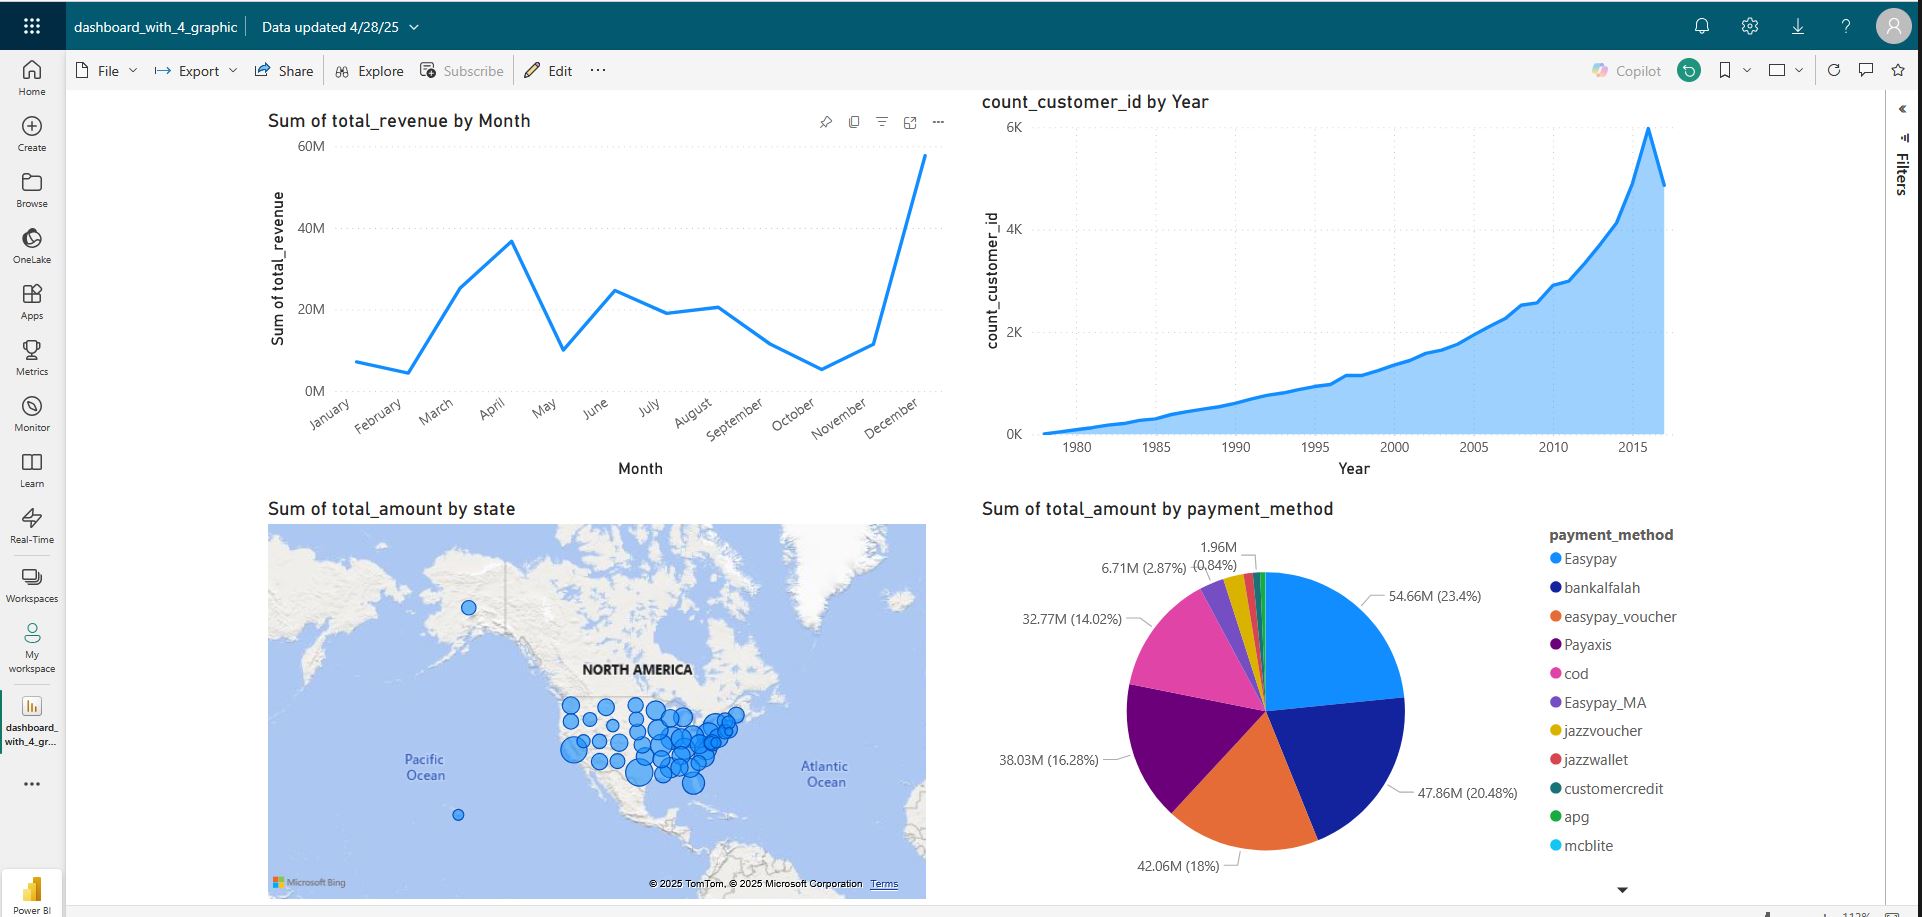 dashboard_with_4_graphic
Data updated 4/28/25
File
Export
Share
Explore
Subscribe
Edit
Copilot
Home
Create
Browse
OneLake
Apps
Metrics
Monitor
Learn
Real-Time
Workspaces
My
workspace
dashboard_
with_4_gr...
Power BI
Sum of total_revenue by Month
Sum of total_revenue
60M
40M
20M
0M
January
February
March
April
May
June
July
August
September
October
November
December
Month
count_customer_id by Year
count_customer_id
6K
4K
2K
0K
1980
1985
1990
1995
2000
2005
2010
2015
Year
Sum of total_amount by state
NORTH AMERICA
Pacific
Ocean
Atlantic
Ocean
Microsoft Bing
© 2025 TomTom, © 2025 Microsoft Corporation Terms
Sum of total_amount by payment_method
1.96M
(0.84%)
6.71M (2.87%)
32.77M (14.02%)
38.03M (16.28%)
42.06M (18%)
47.86M (20.48%)
54.66M (23.4%)
payment_method
Easypay
bankalfalah
easypay_voucher
Payaxis
cod
Easypay_MA
jazzvoucher
jazzwallet
customercredit
apg
mcblite
Filters